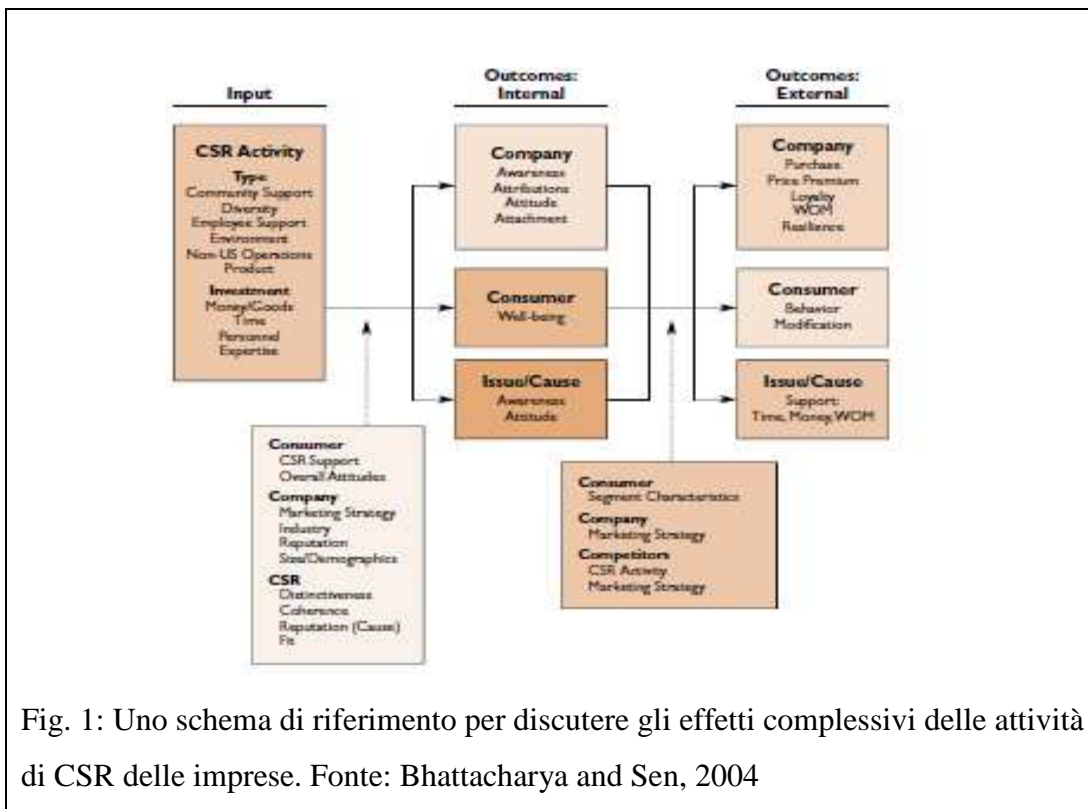 Input
Outcomes:
Internal
Outcomes:
External
CSR Activity
Type
Community Support
Diversity
Employee Support
Environment
Non-US Operations
Product
Investment
Money/Goods
Time
Personnel
Expertise
Company
Awareness
Attributions
Attitude
Attachment
Consumer
Well-being
Issue/Cause
Awareness
Attitude
Company
Purchase
Price Premium
Loyalty
WOM
Resilience
Consumer
Behavior
Modification
Issue/Cause
Support:
Time, Money, WOM
Consumer
CSR Support
Overall Attitudes
Company
Marketing Strategy
Industry
Reputation
Size/Demographics
CSR
Distinctiveness
Coherence
Reputation (Cause)
Fit
Consumer
Segment Characteristics
Company
Marketing Strategy
Competitors
CSR Activity
Marketing Strategy
Fig. 1: Uno schema di riferimento per discutere gli effetti complessivi delle attività
di CSR delle imprese. Fonte: Bhattacharya and Sen, 2004